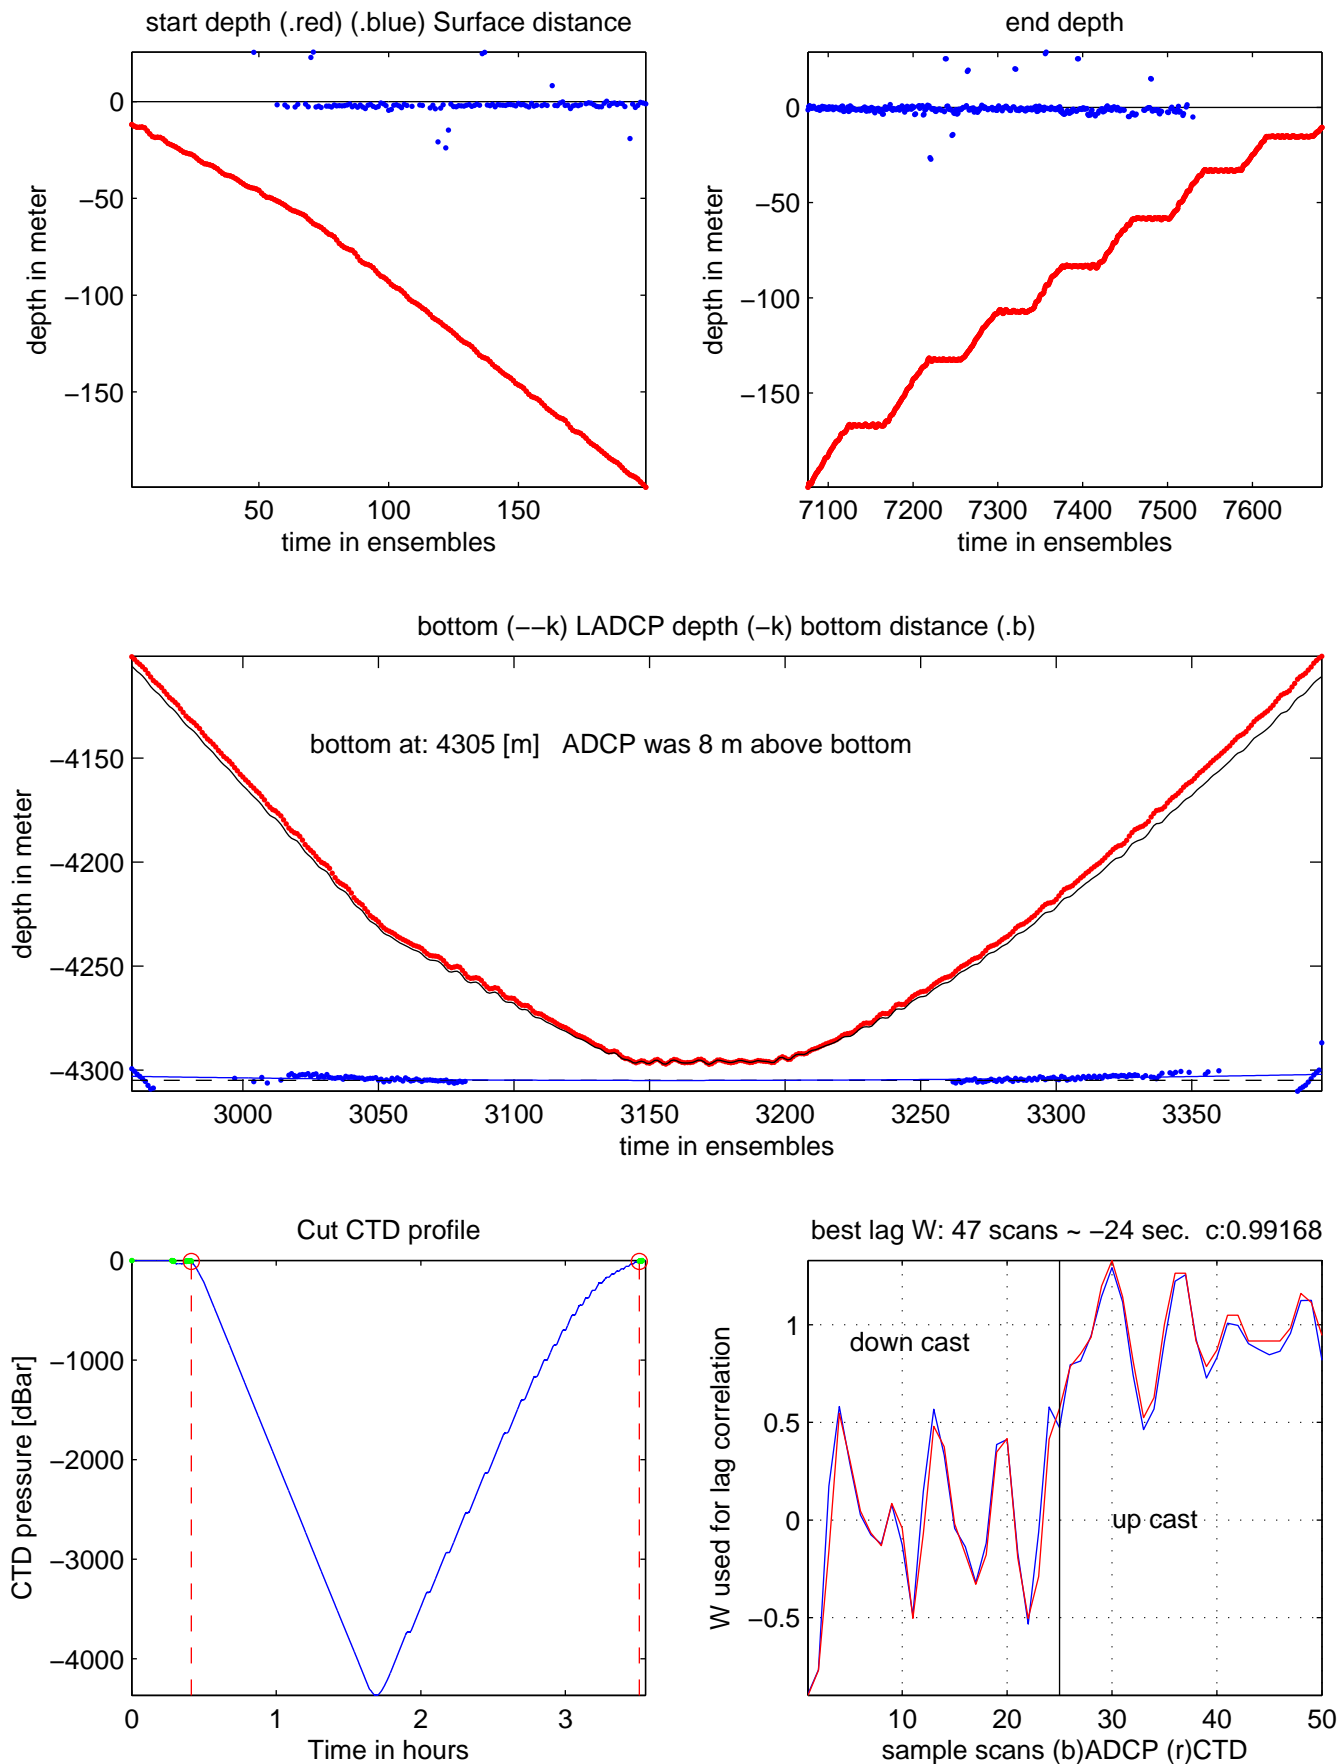 start depth (.red) (.blue) Surface distance
0
−50
−100
−150
depth in meter
50 100 150
time in ensembles
end depth
0
−50
−100
−150
depth in meter
7100 7200 7300 7400 7500 7600
time in ensembles
bottom (−−k) LADCP depth (−k) bottom distance (.b)
bottom at: 4305 [m] ADCP was 8 m above bottom
−4150
−4200
−4250
−4300
depth in meter
3000 3050 3100 3150 3200 3250 3300 3350
time in ensembles
Cut CTD profile
0
−1000
−2000
−3000
−4000
CTD pressure [dBar]
0 1 2 3
Time in hours
best lag W: 47 scans ~ −24 sec. c:0.99168
down cast
up cast
1
0.5
0
−0.5
W used for lag correlation
10 20 30 40 50
sample scans (b)ADCP (r)CTD